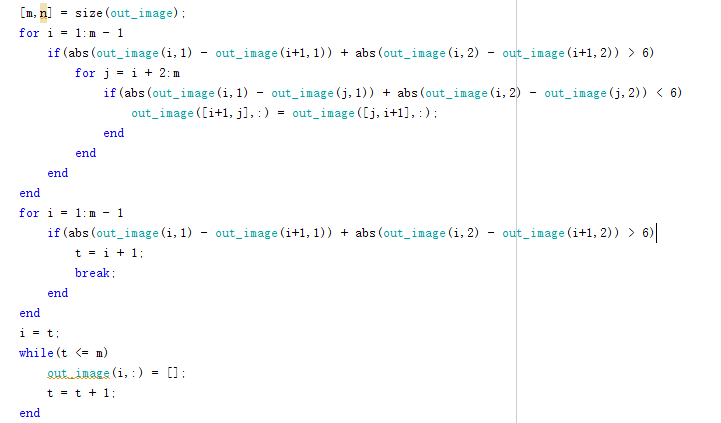 [m,n] = size(out_image);
for i = 1:m - 1
    if(abs(out_image(i,1) - out_image(i+1,1)) + abs(out_image(i,2) - out_image(i+1,2)) > 6)
        for j = i + 2:m
            if(abs(out_image(i,1) - out_image(j,1)) + abs(out_image(i,2) - out_image(j,2)) < 6)
                out_image([i+1,j],:) = out_image([j,i+1],:);
            end
        end
    end
end
for i = 1:m - 1
    if(abs(out_image(i,1) - out_image(i+1,1)) + abs(out_image(i,2) - out_image(i+1,2)) > 6)
        t = i + 1;
        break;
    end
end
i = t;
while(t <= m)
    out_image(i,:) = [];
    t = t + 1;
end